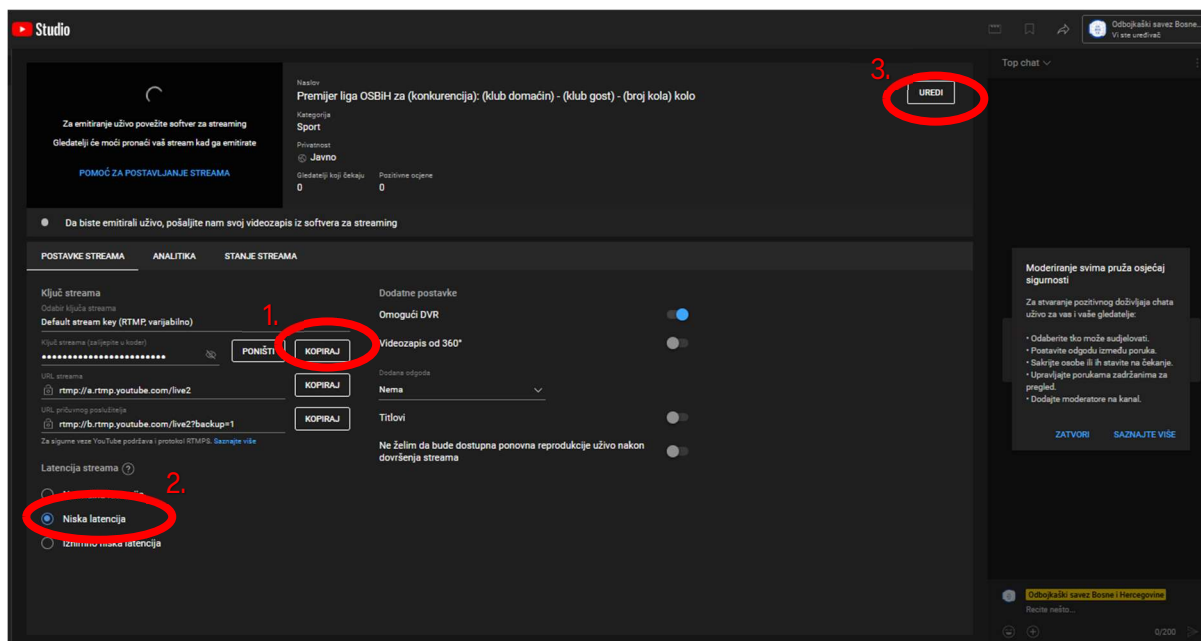 Studio
Odbojkaški savez Bosne...
Vi ste uređivač
Top chat
3.
Naslov
Premijer liga OSBiH za (konkurencija): (klub domaćin) - (klub gost) - (broj kola) kolo
UREDI
Kategorija
Sport
Privatnost
Javno
Gledatelji koji čekaju
Pozitivne ocjene
0
0
Za emitiranje uživo povežite softver za streaming
Gledatelji će moći pronaći vaš stream kad ga emitirate
POMOĆ ZA POSTAVLJANJE STREAMA
Da biste emitirali uživo, pošaljite nam svoj videozapis iz softvera za streaming
POSTAVKE STREAMA
ANALITIKA
STANJE STREAMA
Ključ streama
Odabir ključa streama
Default stream key (RTMP, varijabilno)
1.
Ključ streama (zalijepite u koder)
PONIŠTI
KOPIRAJ
URL streama
rtmp://a.rtmp.youtube.com/live2
KOPIRAJ
URL pričuvnog poslužitelja
rtmp://b.rtmp.youtube.com/live2?backup=1
KOPIRAJ
Za sigurne veze YouTube podržava i protokol RTMPS. Saznajte više
Latencija streama
2.
Niska latencija
Iznimno niska latencija
Dodatne postavke
Omogući DVR
Videozapis od 360°
Dodana odgoda
Nema
Titlovi
Ne želim da bude dostupna ponovna reprodukcije uživo nakon
dovršenja streama
Moderiranje svima pruža osjećaj
sigurnosti
Za stvaranje pozitivnog doživljaja chata
uživo za vas i vaše gledatelje:
• Odaberite tko može sudjelovati.
• Postavite odgodu između poruka.
• Sakrijte osobe ili ih stavite na čekanje.
• Upravljajte porukama zadržanima za
pregled.
• Dodajte moderatore na kanal.
ZATVORI
SAZNAJTE VIŠE
Odbojkaški savez Bosne i Hercegovine
Recite nešto...
0/200